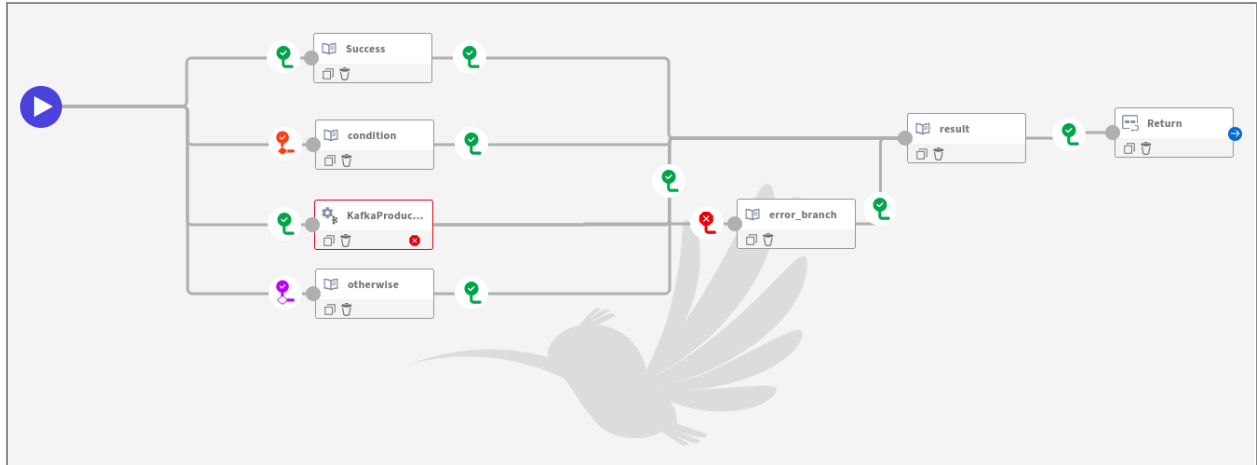 Success
condition
KafkaProduc...
otherwise
error_branch
result
Return